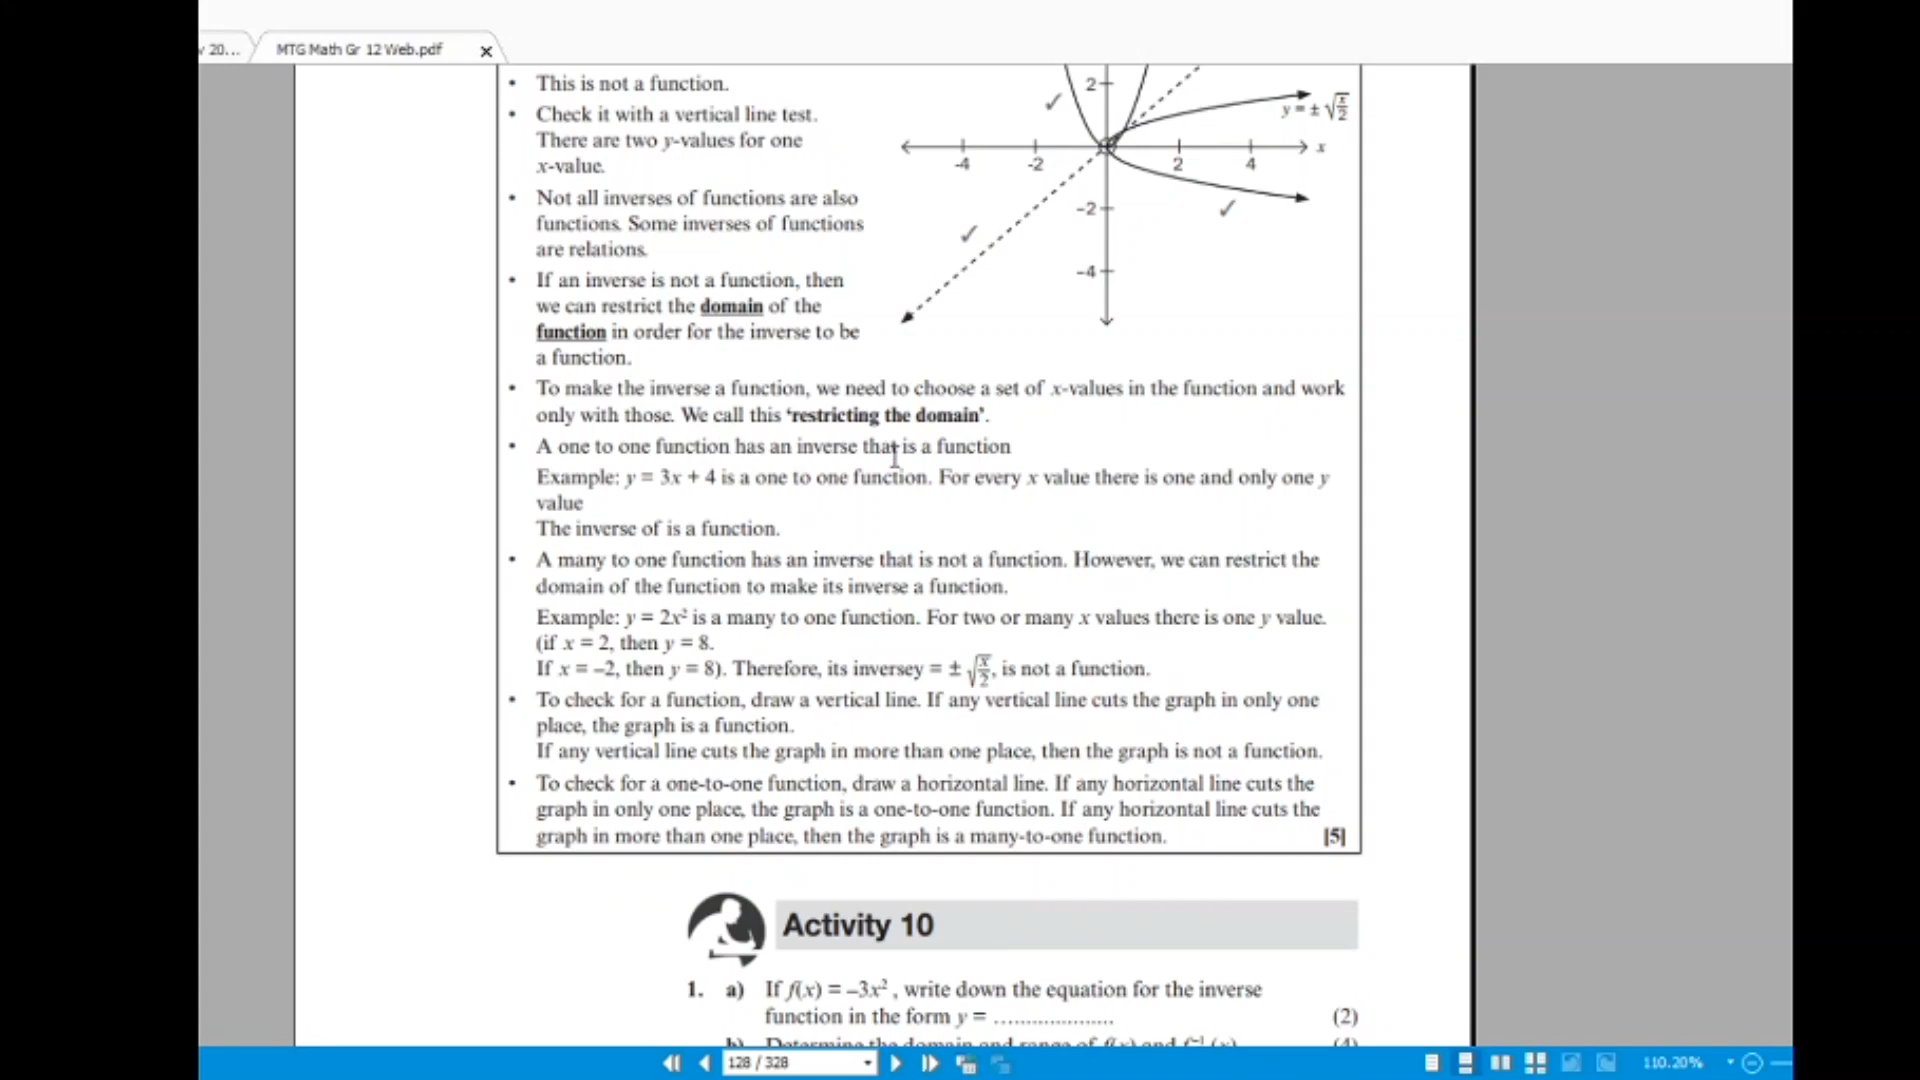 v 20...
MTG Math Gr 12 Web.pdf
• This is not a function.
• Check it with a vertical line test.
There are two y-values for one
x-value.
• Not all inverses of functions are also
functions. Some inverses of functions
are relations.
• If an inverse is not a function, then
we can restrict the domain of the
function in order for the inverse to be
a function.
2
y = ± √x/2
x
-4 -2 2 4
-2
-4
• To make the inverse a function, we need to choose a set of x-values in the function and work
only with those. We call this ‘restricting the domain’.
• A one to one function has an inverse that is a function
Example: y = 3x + 4 is a one to one function. For every x value there is one and only one y
value
The inverse of is a function.
• A many to one function has an inverse that is not a function. However, we can restrict the
domain of the function to make its inverse a function.
Example: y = 2x² is a many to one function. For two or many x values there is one y value.
(if x = 2, then y = 8.
If x = –2, then y = 8). Therefore, its inversey = ± √x/2, is not a function.
• To check for a function, draw a vertical line. If any vertical line cuts the graph in only one
place, the graph is a function.
If any vertical line cuts the graph in more than one place, then the graph is not a function.
• To check for a one-to-one function, draw a horizontal line. If any horizontal line cuts the
graph in only one place, the graph is a one-to-one function. If any horizontal line cuts the
graph in more than one place, then the graph is a many-to-one function. [5]
Activity 10
1. a) If f(x) = –3x², write down the equation for the inverse
function in the form y = .................... (2)
b) Determine the domain and range of f(x) and f⁻¹(x) (4)
128 / 328
110.20%